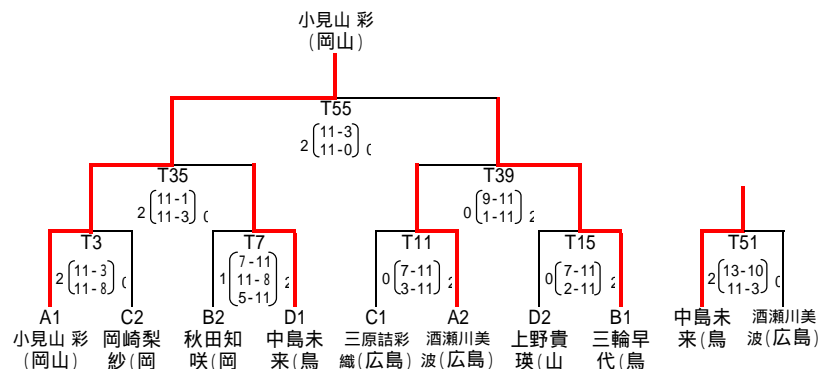 小見山 彩
(岡山)
T55
2 11-3 0
11-0
T35
2 11-1 0
11-3
T39
0 9-11 2
1-11
T3
2 11-3 0
11-8
T7
1 7-11 2
11-8
5-11
T11
0 7-11 2
3-11
T15
0 7-11 2
2-11
T51
2 13-10 0
11-3
A1 C2 B2 D1 C1 A2 D2 B1
小見山 彩
(岡山)
岡崎梨
紗(岡
秋田知
咲(岡
中島未
来(鳥
三原詰彩
織(広島)
酒瀬川美
波(広島)
上野貴
瑛(山
三輪早
代(鳥
中島未
来(鳥
酒瀬川美
波(広島)